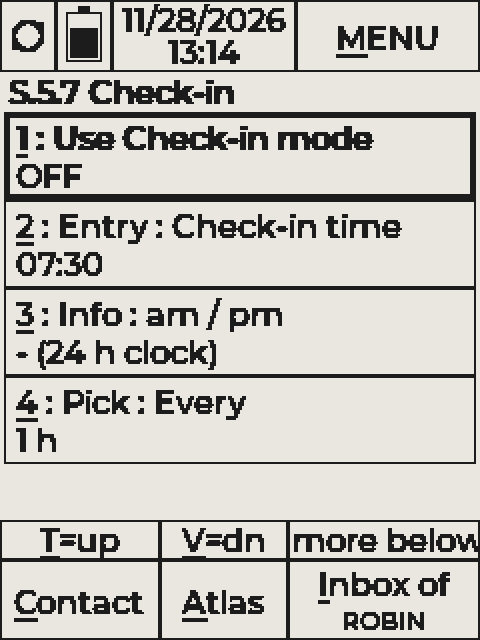 11/28/2026
13:14
MENU
5.5.7 Check-in
1 : Use Check-in mode
OFF
2 : Entry : Check-in time
07:30
3 : Info : am / pm
- (24 h clock)
4 : Pick : Every
1 h
T=up
V=dn
more below
Contact
Atlas
Inbox of
ROBIN